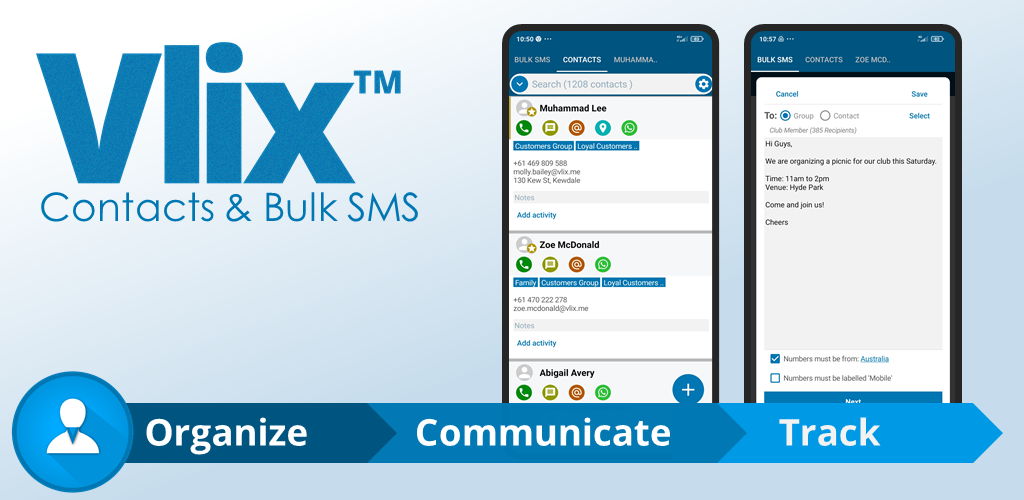 Vlix™
Contacts & Bulk SMS
10:50
BULK SMS CONTACTS MUHAMMA..
Search (1208 contacts )
Muhammad Lee
Customers Group Loyal Customers ..
+61 469 809 588
molly.bailey@vlix.me
130 Kew St, Kewdale
Notes
Add activity
Zoe McDonald
Family Customers Group Loyal Customers ..
+61 470 222 278
zoe.mcdonald@vlix.me
Notes
Add activity
Abigail Avery
10:57
BULK SMS CONTACTS ZOE MCD..
Cancel Save
To: Group Contact Select
Club Member (385 Recipients)
Hi Guys,
We are organizing a picnic for our club this Saturday.
Time: 11am to 2pm
Venue: Hyde Park
Come and join us!
Cheers
Numbers must be from: Australia
Numbers must be labelled 'Mobile'
Next
Organize Communicate Track